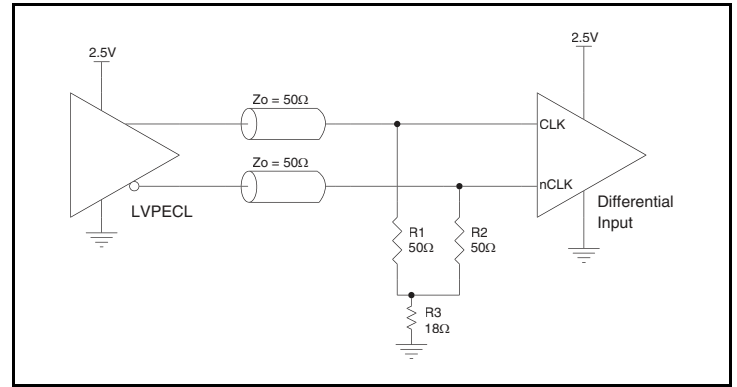 2.5V
2.5V
Zo = 50Ω
CLK
Zo = 50Ω
nCLK
LVPECL
Differential
Input
R1
50Ω
R2
50Ω
R3
18Ω